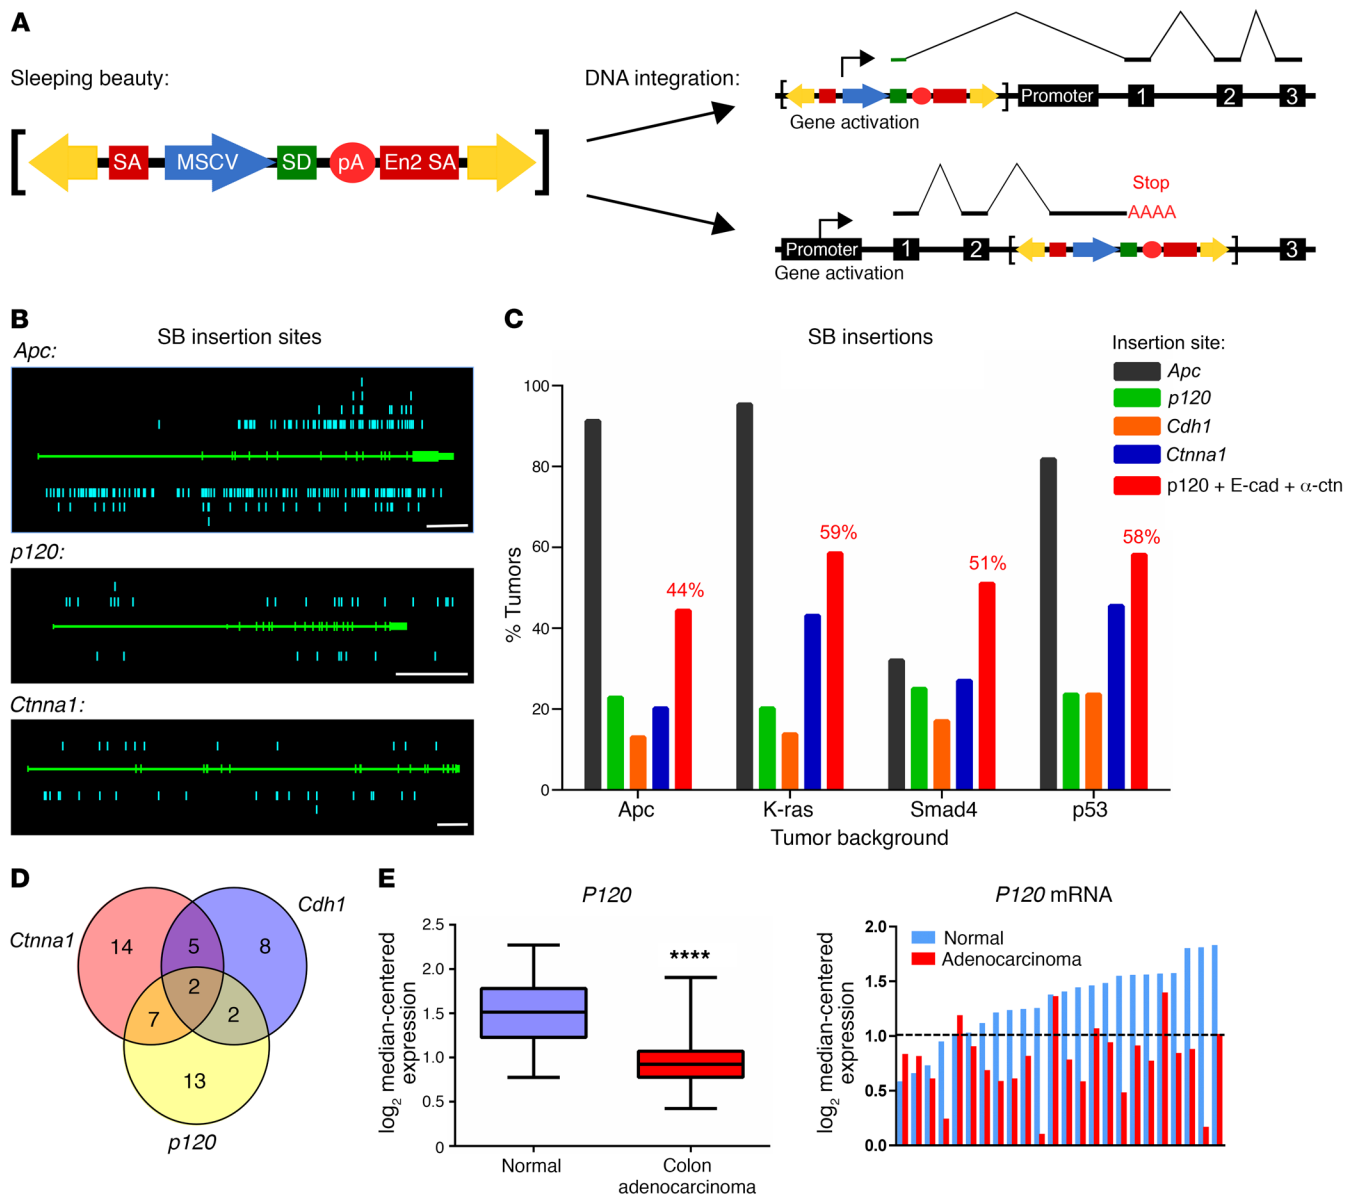 A
Sleeping beauty:
SA
MSCV
SD
pA
En2 SA
DNA integration:
Promoter
1
2
3
Gene activation
Stop
AAAA
Promoter
1
2
3
Gene activation
B
SB insertion sites
Apc:
p120:
Ctnna1:
C
SB insertions
Insertion site:
Apc
p120
Cdh1
Ctnna1
p120 + E-cad + α-ctn
% Tumors
100
80
60
40
20
0
44%
59%
51%
58%
Apc
K-ras
Smad4
p53
Tumor background
D
Ctnna1
Cdh1
p120
14
5
8
2
7
2
13
E
P120
log2 median-centered
expression
2.5
2.0
1.5
1.0
0.5
0
****
Normal
Colon
adenocarcinoma
P120 mRNA
log2 median-centered
expression
2.0
1.5
1.0
0.5
0.0
Normal
Adenocarcinoma